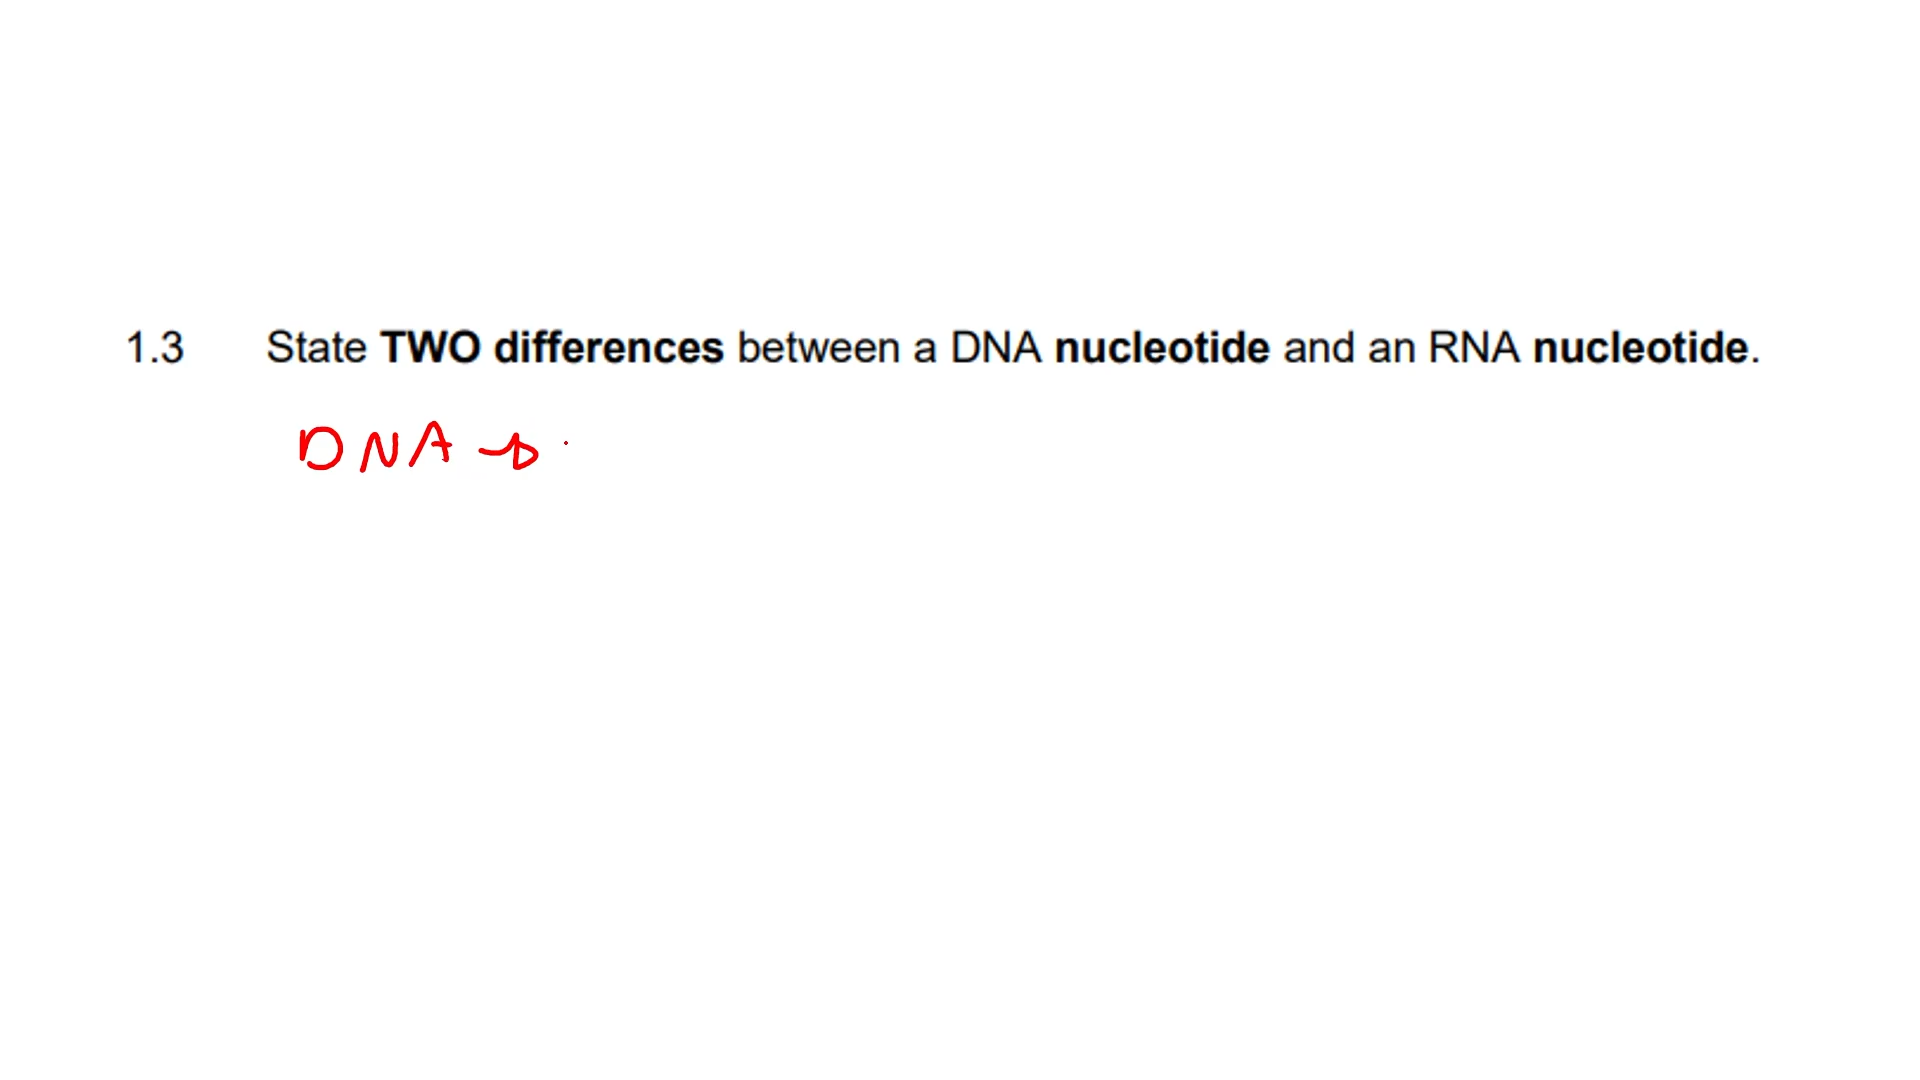 1.3 State TWO differences between a DNA nucleotide and an RNA nucleotide.
DNA →